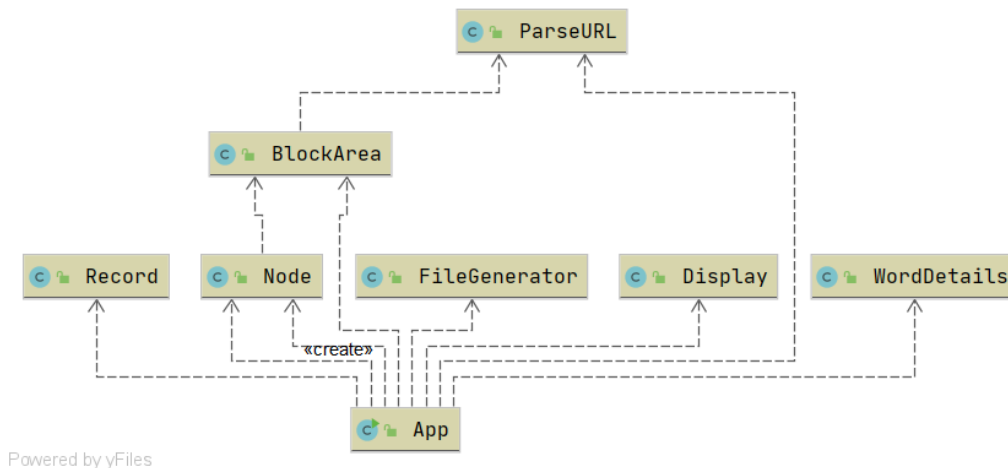 ParseURL
BlockArea
Record
Node
FileGenerator
Display
WordDetails
«create»
App
Powered by yFiles